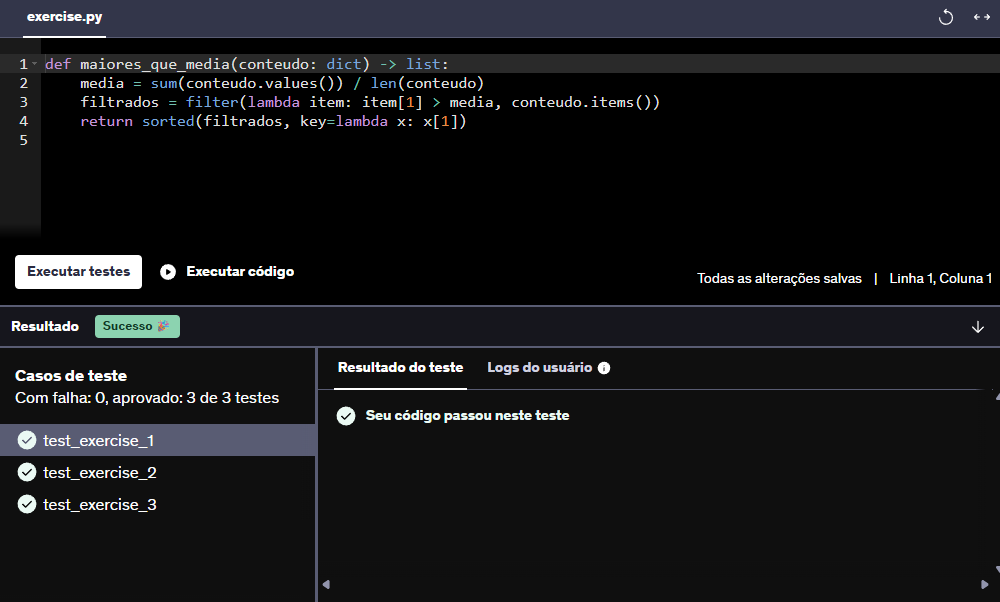 exercise.py
1 def maiores_que_media(conteudo: dict) -> list:
2 media = sum(conteudo.values()) / len(conteudo)
3 filtrados = filter(lambda item: item[1] > media, conteudo.items())
4 return sorted(filtrados, key=lambda x: x[1])
5
Executar testes
Executar código
Todas as alterações salvas | Linha 1, Coluna 1
Resultado
Sucesso 🎉
Casos de teste
Com falha: 0, aprovado: 3 de 3 testes
test_exercise_1
test_exercise_2
test_exercise_3
Resultado do teste
Logs do usuário
Seu código passou neste teste